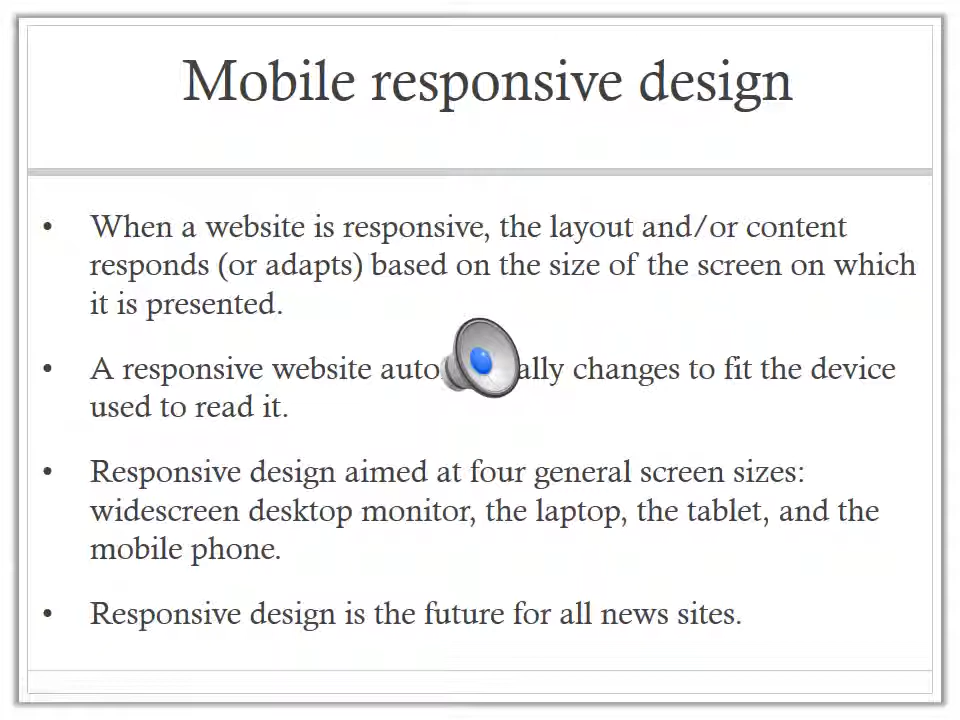 Mobile responsive design
• When a website is responsive, the layout and/or content
responds (or adapts) based on the size of the screen on which
it is presented.
• A responsive website auto ally changes to fit the device
used to read it.
• Responsive design aimed at four general screen sizes:
widescreen desktop monitor, the laptop, the tablet, and the
mobile phone.
• Responsive design is the future for all news sites.